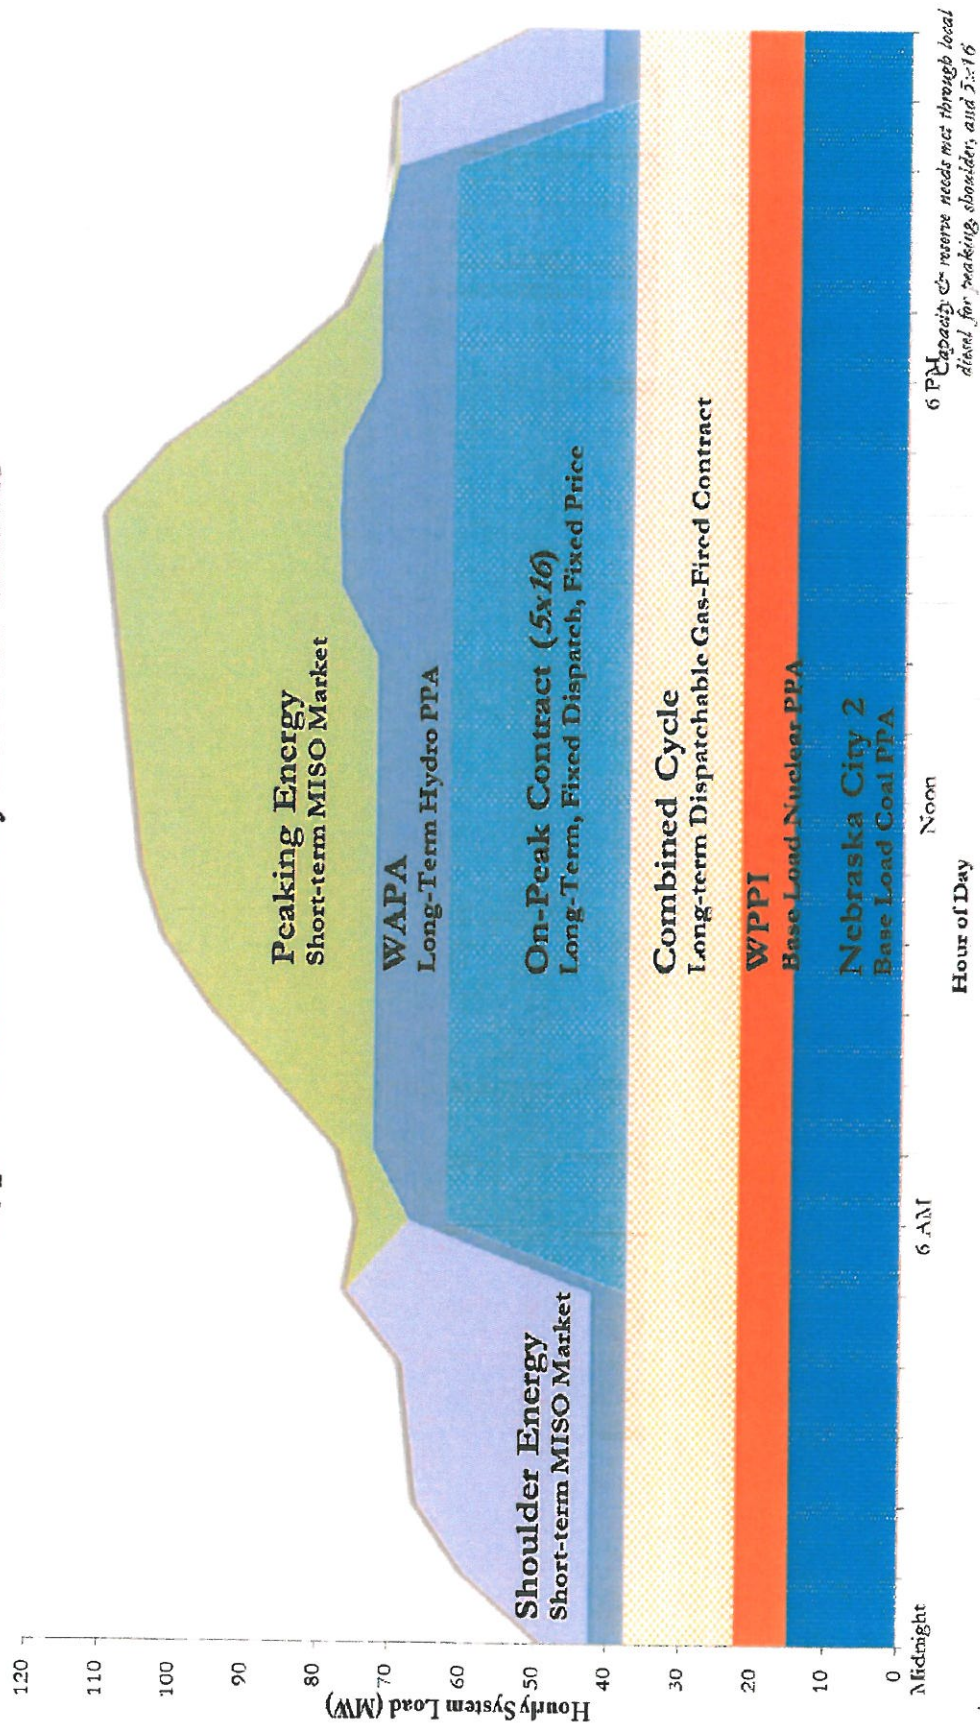 Peaking Energy
Short-term MISO Market
WAPA
Long-Term Hydro PPA
On-Peak Contract (5x16)
Long-Term, Fixed Dispatch, Fixed Price
Shoulder Energy
Short-term MISO Market
Combined Cycle
Long-term Dispatchable Gas-Fired Contract
WPPI
Base Load Nuclear PPA
Nebraska City 2
Base Load Coal PPA
Hourly System Load (MW)
120
110
100
90
80
70
60
50
40
30
20
10
0
Midnight
6 AM
Noon
6 PM
Hour of Day
Capacity & reserve needs met through local
diesel for peaking, shoulder, and 5x16